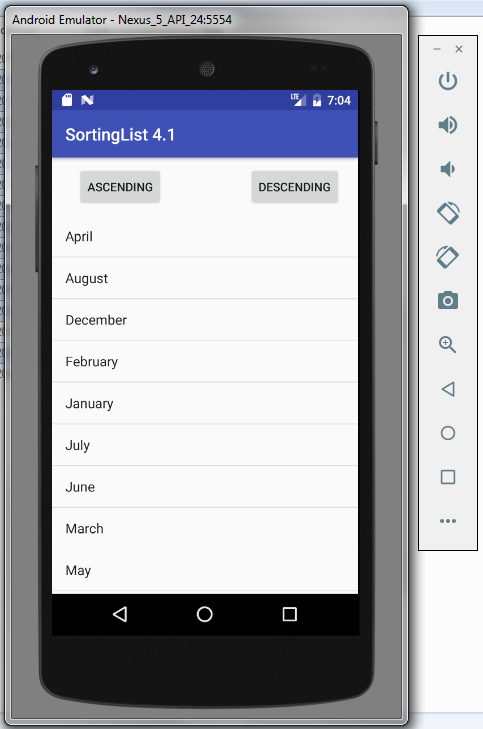 Android Emulator - Nexus_5_API_24:5554
LTE 7:04
SortingList 4.1
ASCENDING DESCENDING
April
August
December
February
January
July
June
March
May